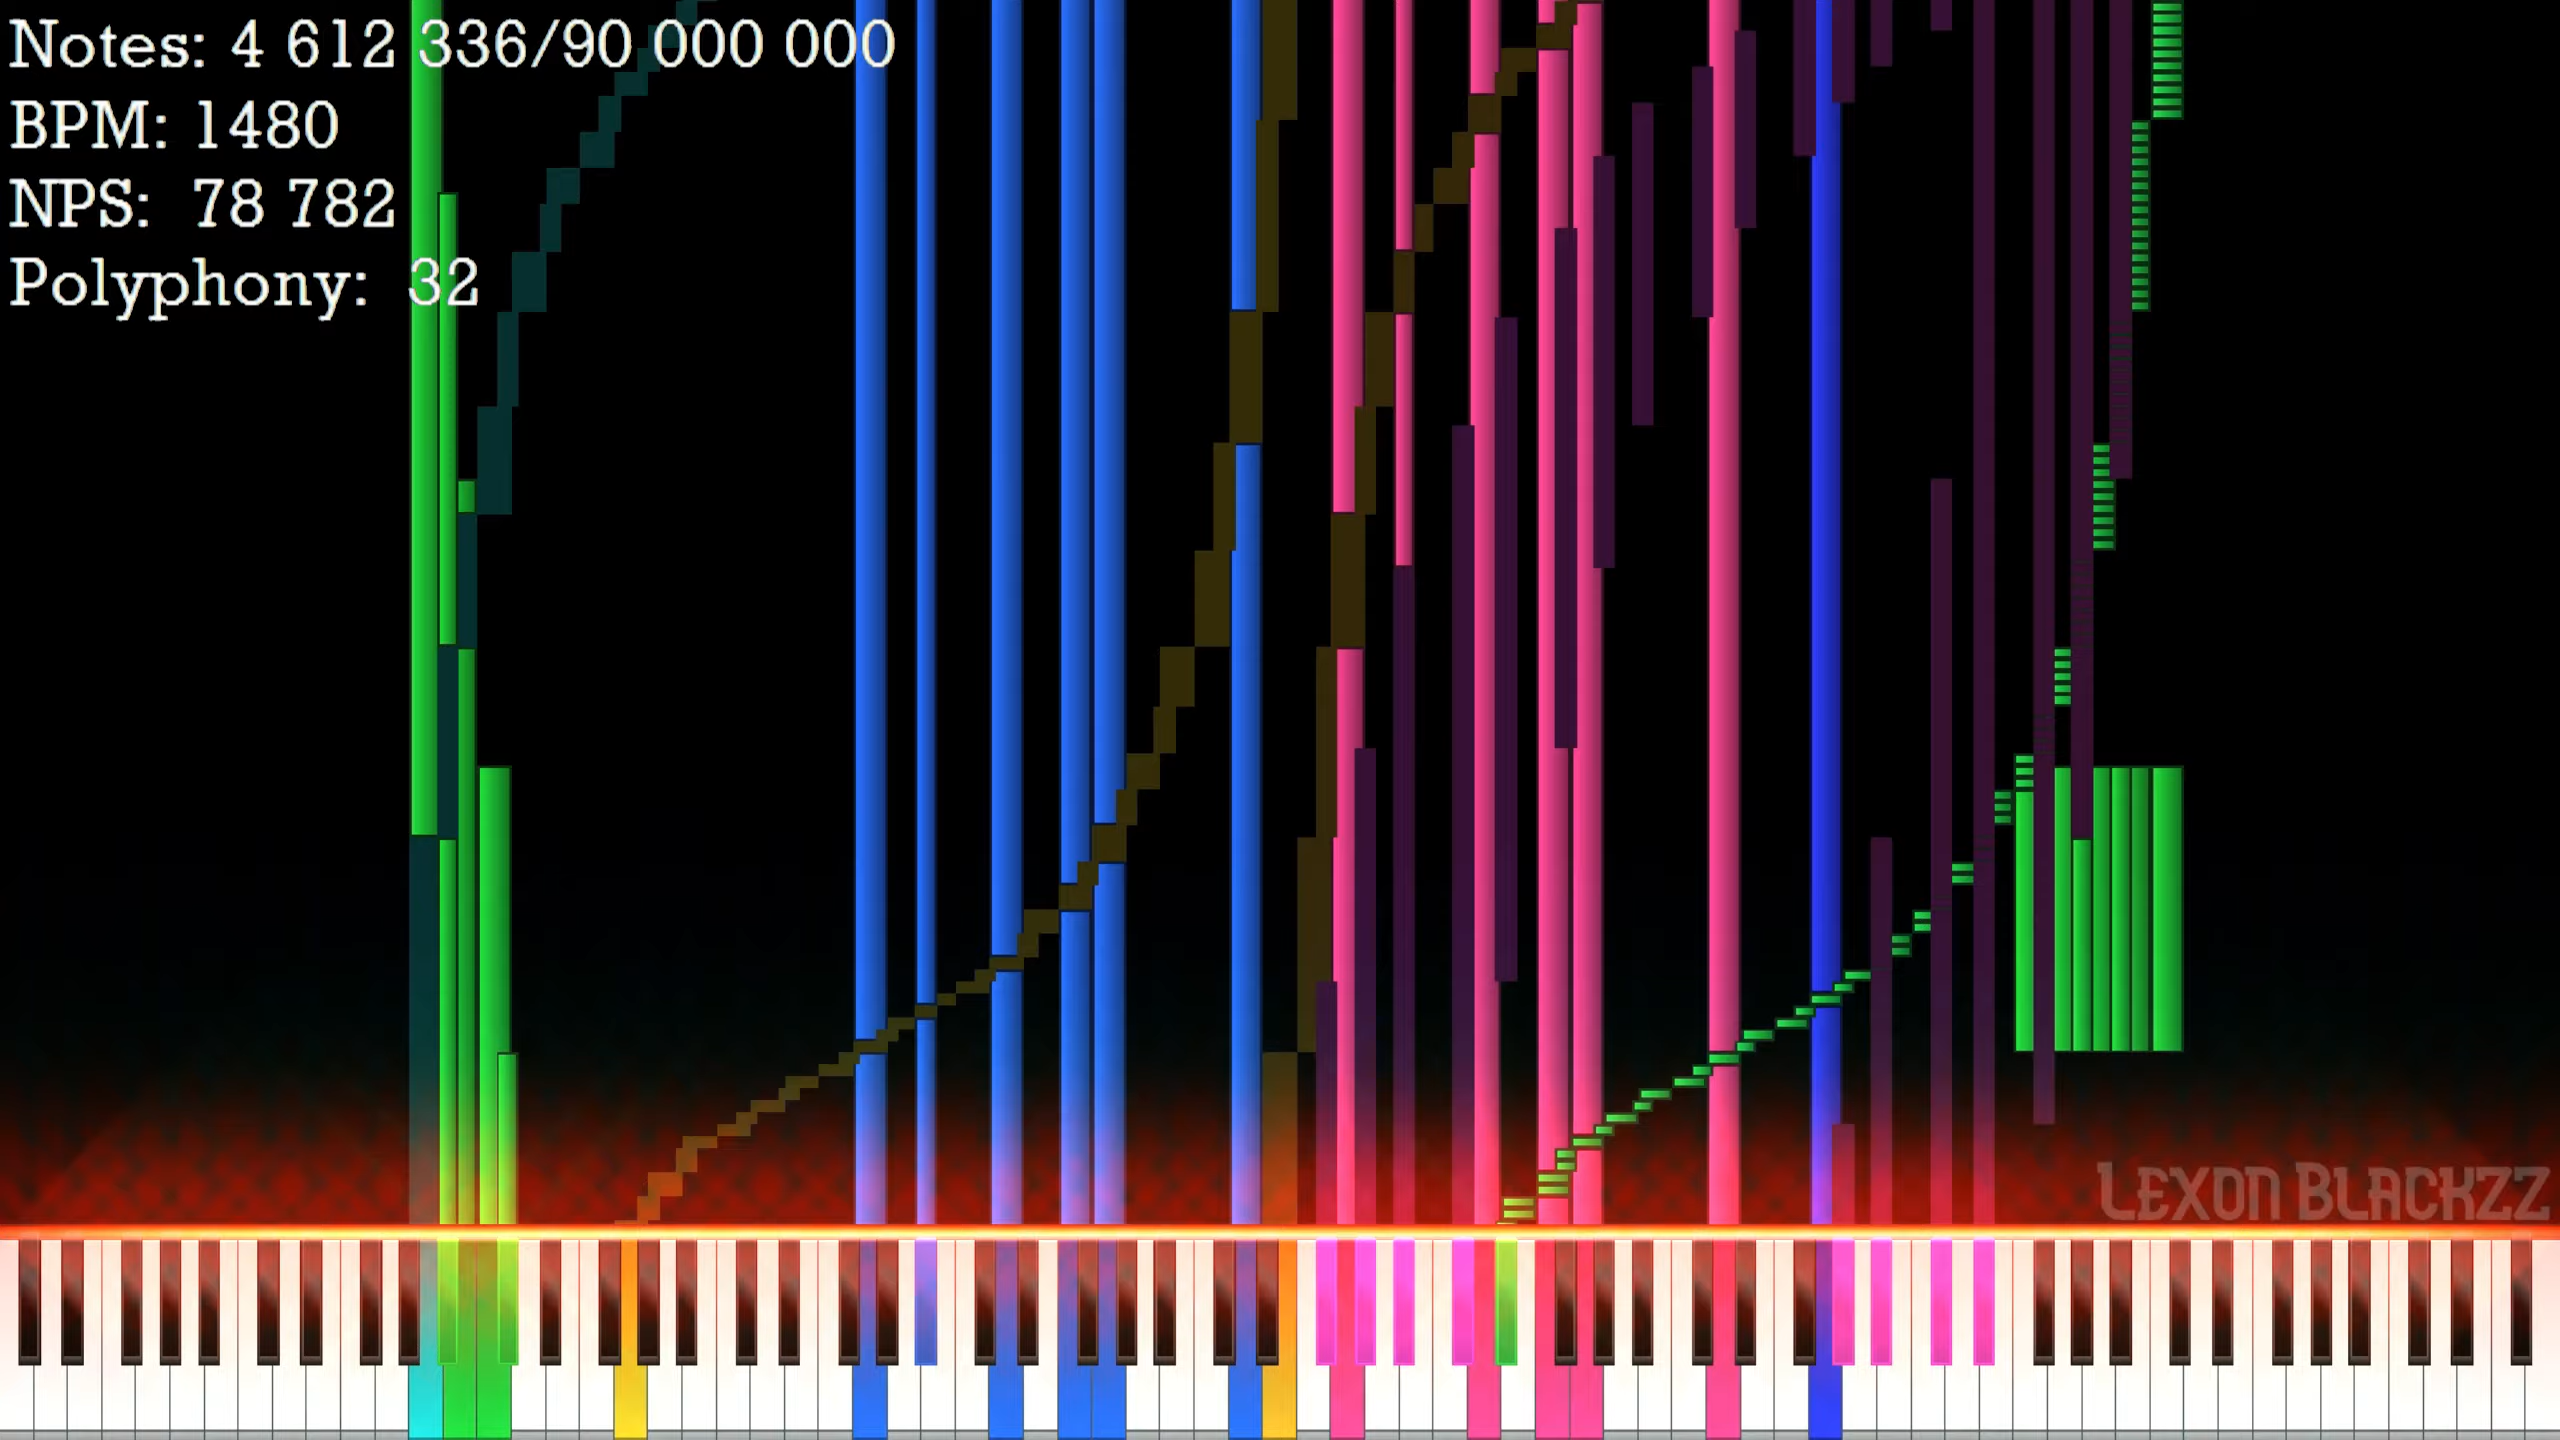 Notes: 4 612 336/90 000 000
BPM: 1480
NPS: 78 782
Polyphony: 32
LEXON BLACKZZ